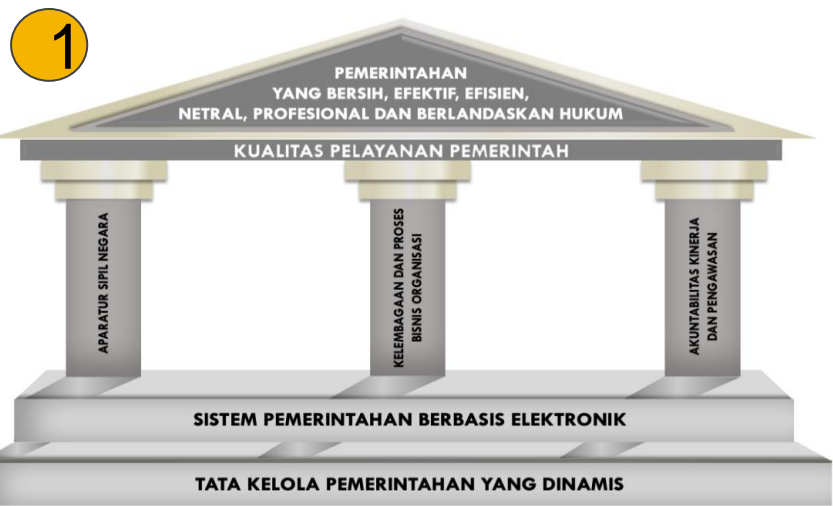 1
PEMERINTAHAN
YANG BERSIH, EFEKTIF, EFISIEN,
NETRAL, PROFESIONAL DAN BERLANDASKAN HUKUM
KUALITAS PELAYANAN PEMERINTAH
APARATUR SIPIL NEGARA
KELEMBAGAAN DAN PROSES
BISNIS ORGANISASI
AKUNTABILITAS KINERJA
DAN PENGAWASAN
SISTEM PEMERINTAHAN BERBASIS ELEKTRONIK
TATA KELOLA PEMERINTAHAN YANG DINAMIS